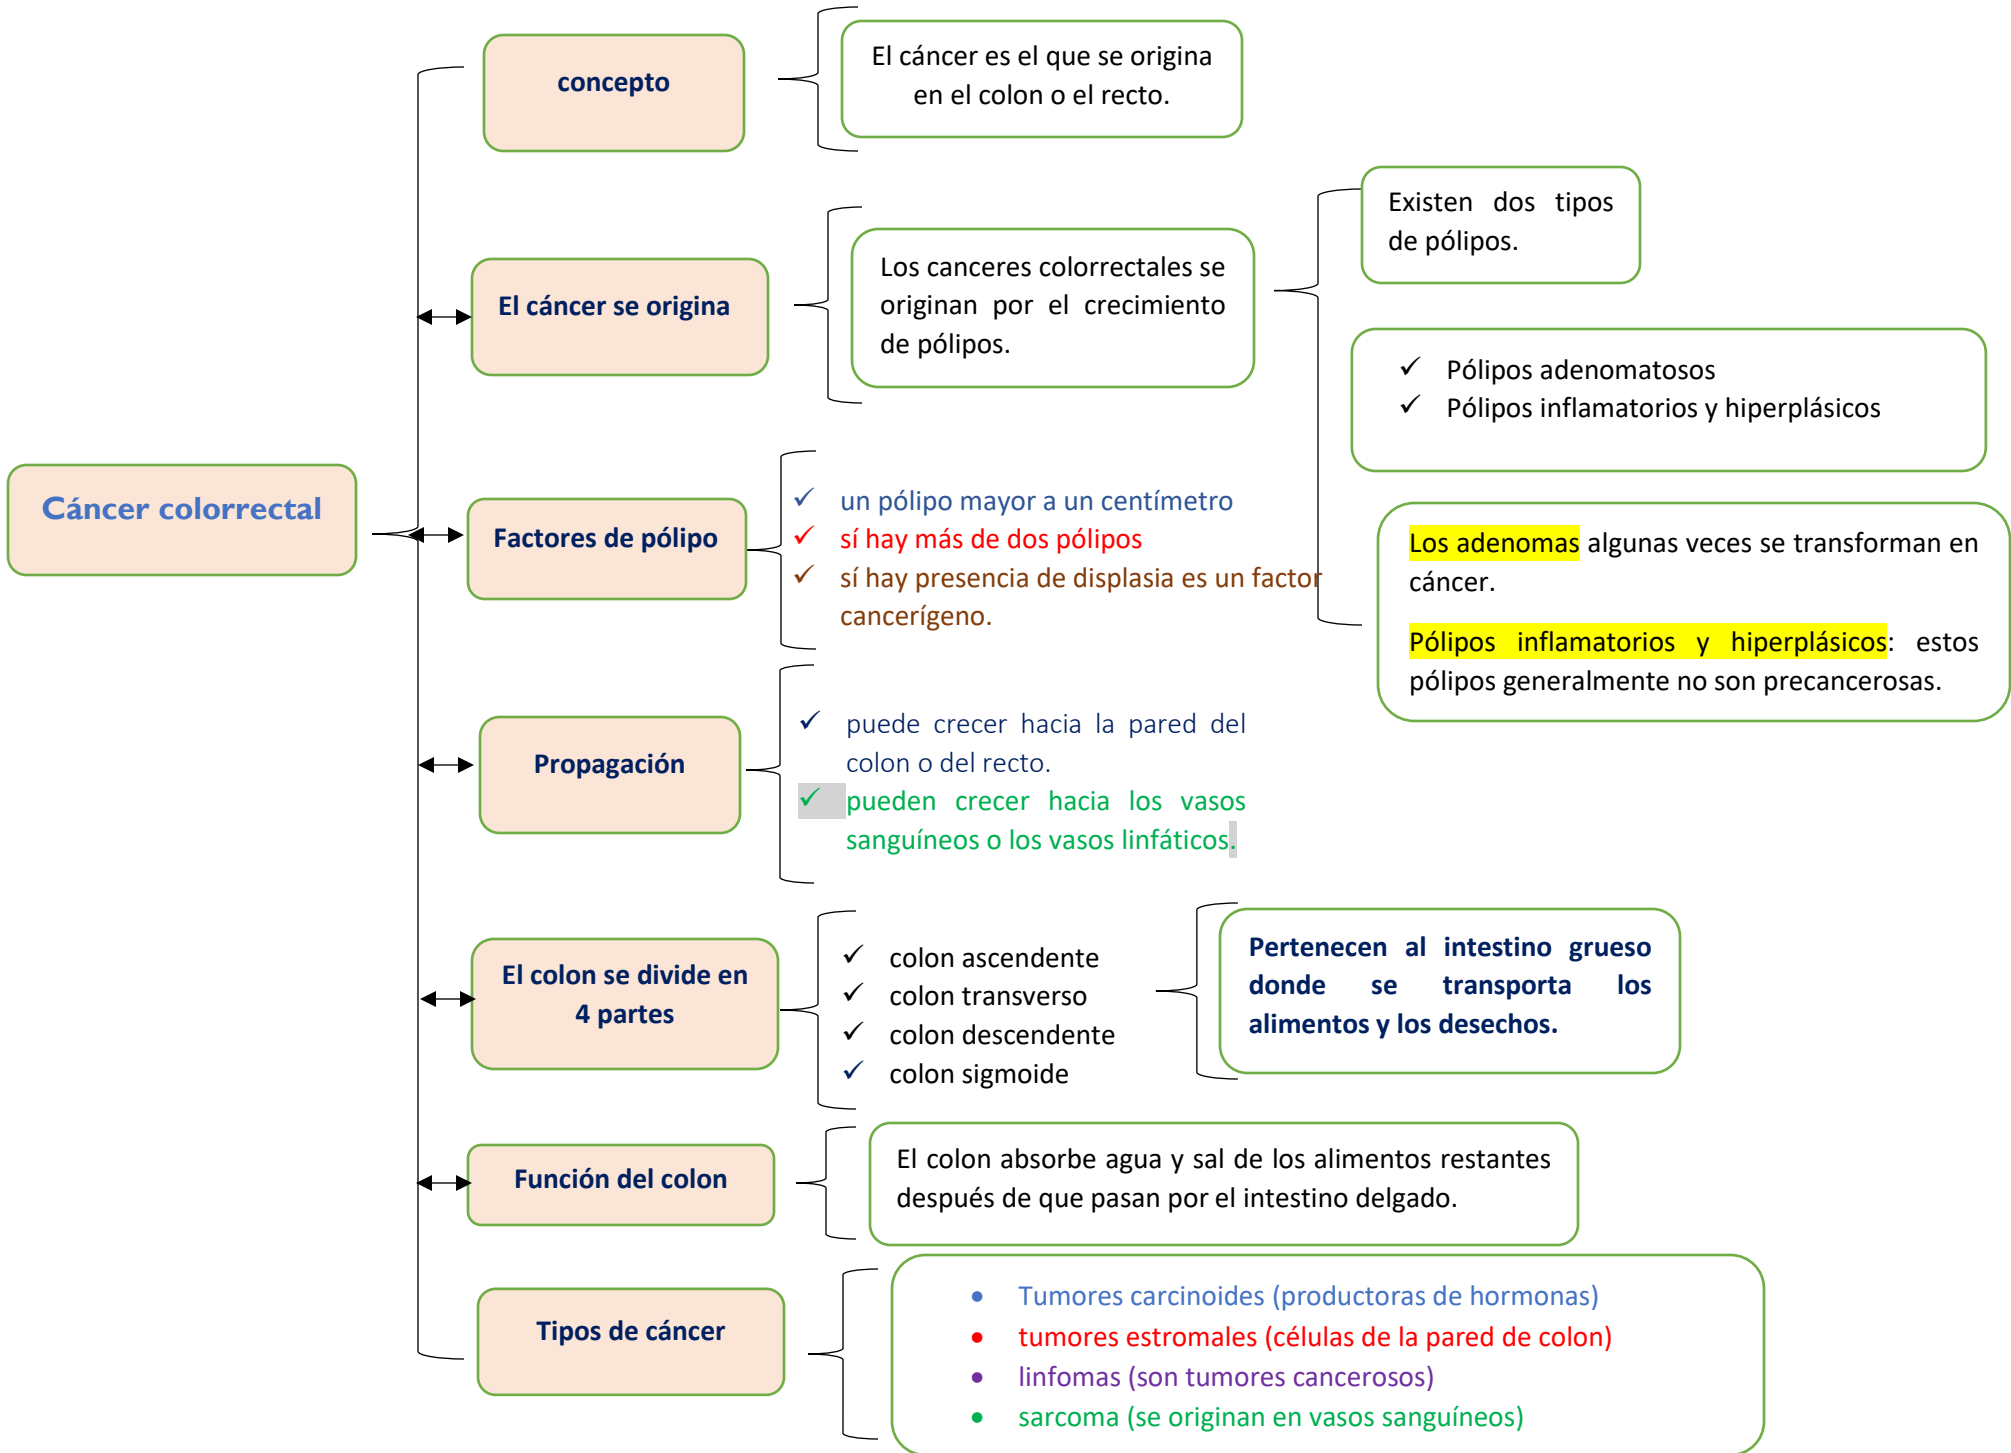 Cáncer colorrectal
concepto
El cáncer es el que se origina
en el colon o el recto.
El cáncer se origina
Los canceres colorrectales se
originan por el crecimiento
de pólipos.
Existen dos tipos
de pólipos.
✓ Pólipos adenomatosos
✓ Pólipos inflamatorios y hiperplásicos
Los adenomas algunas veces se transforman en
cáncer.
Pólipos inflamatorios y hiperplásicos: estos
pólipos generalmente no son precancerosas.
Factores de pólipo
✓ un pólipo mayor a un centímetro
✓ sí hay más de dos pólipos
✓ sí hay presencia de displasia es un factor
cancerígeno.
Propagación
✓ puede crecer hacia la pared del
colon o del recto.
✓ pueden crecer hacia los vasos
sanguíneos o los vasos linfáticos.
El colon se divide en
4 partes
✓ colon ascendente
✓ colon transverso
✓ colon descendente
✓ colon sigmoide
Pertenecen al intestino grueso
donde se transporta los
alimentos y los desechos.
Función del colon
El colon absorbe agua y sal de los alimentos restantes
después de que pasan por el intestino delgado.
Tipos de cáncer
• Tumores carcinoides (productoras de hormonas)
• tumores estromales (células de la pared de colon)
• linfomas (son tumores cancerosos)
• sarcoma (se originan en vasos sanguíneos)